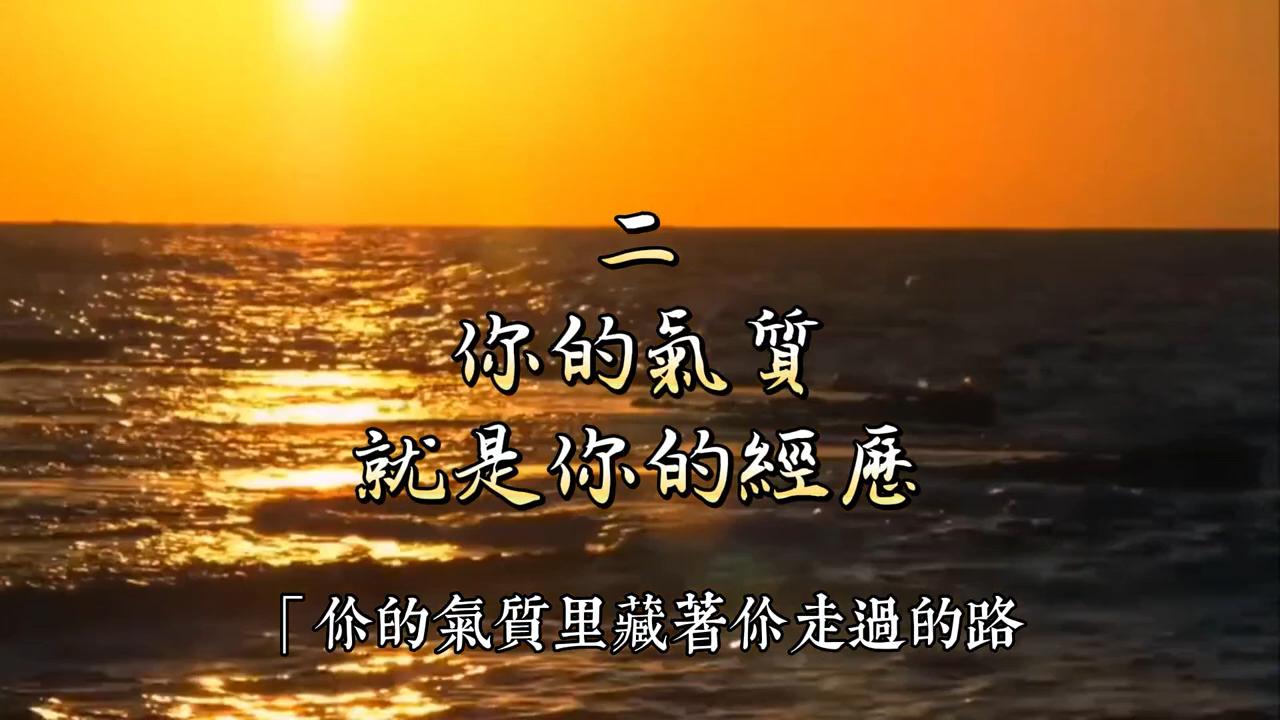 二
你的氣質
就是你的經歷
「你的氣質里藏著你走過的路